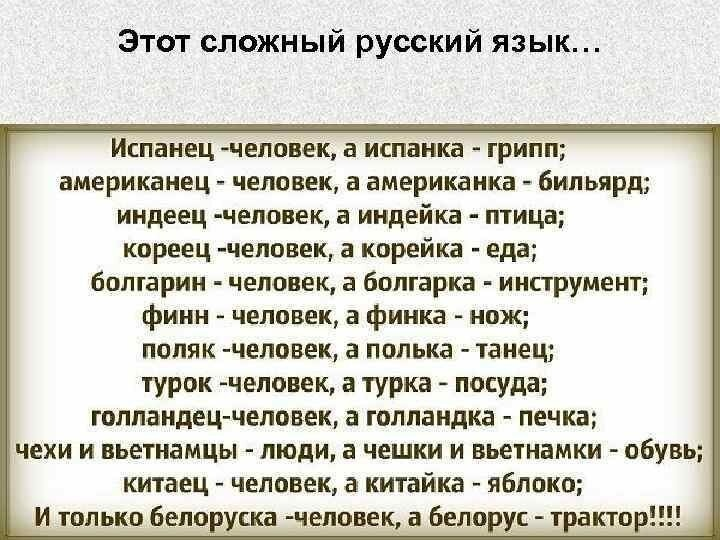 Этот сложный русский язык…
Испанец -человек, а испанка - грипп;
американец - человек, а американка - бильярд;
индеец -человек, а индейка - птица;
кореец -человек, а корейка - еда;
болгарин - человек, а болгарка - инструмент;
финн - человек, а финка - нож;
поляк -человек, а полька - танец;
турок -человек, а турка - посуда;
голландец-человек, а голландка - печка;
чехи и вьетнамцы - люди, а чешки и вьетнамки - обувь;
китаец - человек, а китайка - яблоко;
И только белоруска -человек, а белорус - трактор!!!!